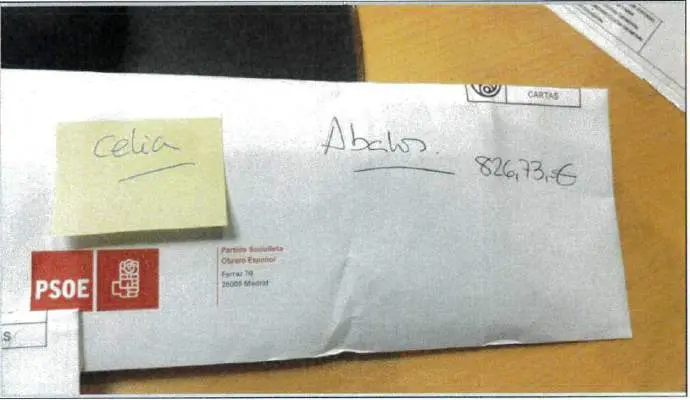 CARTAS
Celia
Abalos.
826,73,-€
PSOE
Partido Socialista
Obrero Español
Ferraz 70
28008 Madrid
S